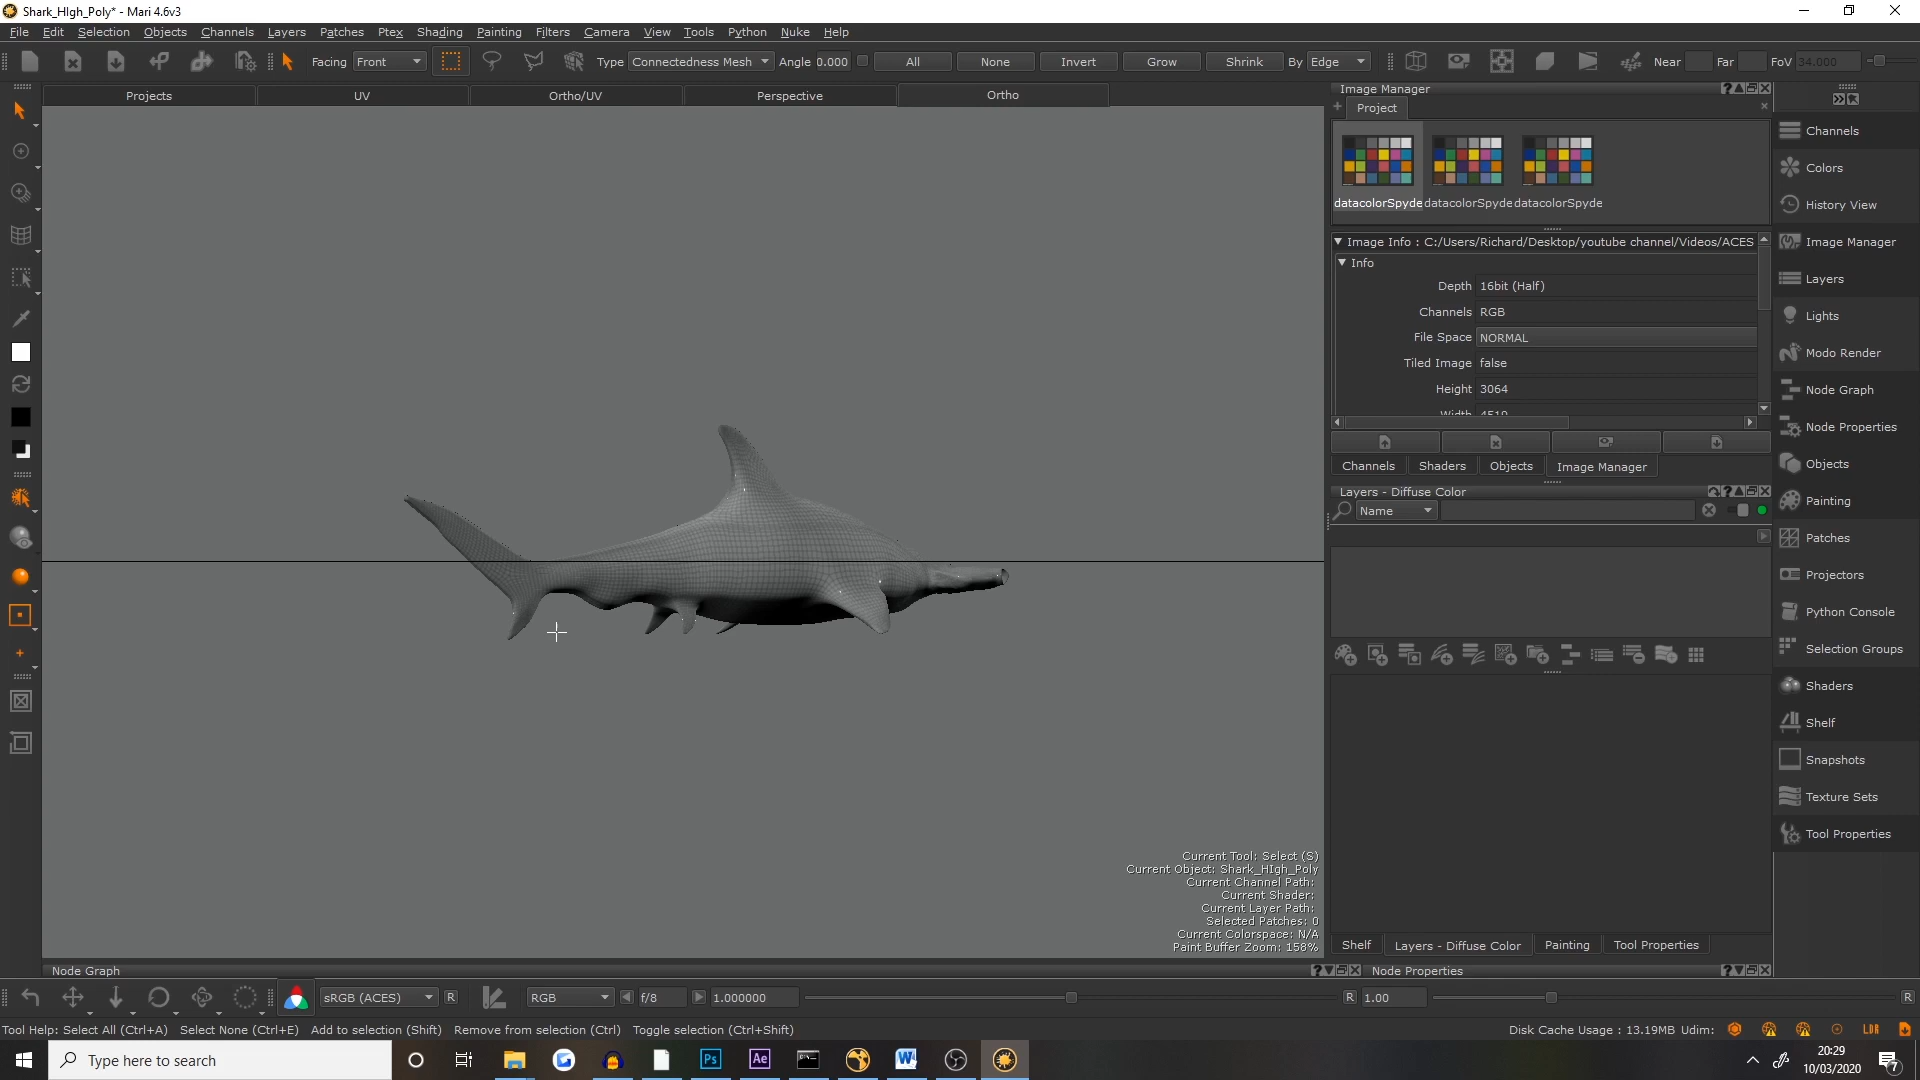 Shark_HIgh_Poly* - Mari 4.6v3
File Edit Selection Objects Channels Layers Patches Ptex Shading Painting Filters Camera View Tools Python Nuke Help
Facing Front Type Connectedness Mesh Angle 0.000 All None Invert Grow Shrink By Edge Near Far FoV 34.000
Projects UV Ortho/UV Perspective Ortho
Image Manager
Project
datacolorSpyde datacolorSpyde datacolorSpyde
Image Info : C:/Users/Richard/Desktop/youtube channel/Videos/ACES
Info
Depth 16bit (Half)
Channels RGB
File Space NORMAL
Tiled Image false
Height 3064
Channels Shaders Objects Image Manager
Layers - Diffuse Color
Name
Shelf Layers - Diffuse Color Painting Tool Properties
Channels
Colors
History View
Image Manager
Layers
Lights
Modo Render
Node Graph
Node Properties
Objects
Painting
Patches
Projectors
Python Console
Selection Groups
Shaders
Shelf
Snapshots
Texture Sets
Tool Properties
Current Tool: Select (S)
Current Object: Shark_HIgh_Poly
Current Channel Path:
Current Shader:
Current Layer Path:
Selected Patches: 0
Current Colorspace: N/A
Paint Buffer Zoom: 158%
Node Graph Node Properties
sRGB (ACES) R RGB f/8 1.000000 R 1.00 R
Tool Help: Select All (Ctrl+A) Select None (Ctrl+E) Add to selection (Shift) Remove from selection (Ctrl) Toggle selection (Ctrl+Shift) Disk Cache Usage : 13.19MB Udim: LDR
Type here to search Ps Ae W 20:29
10/03/2020 7